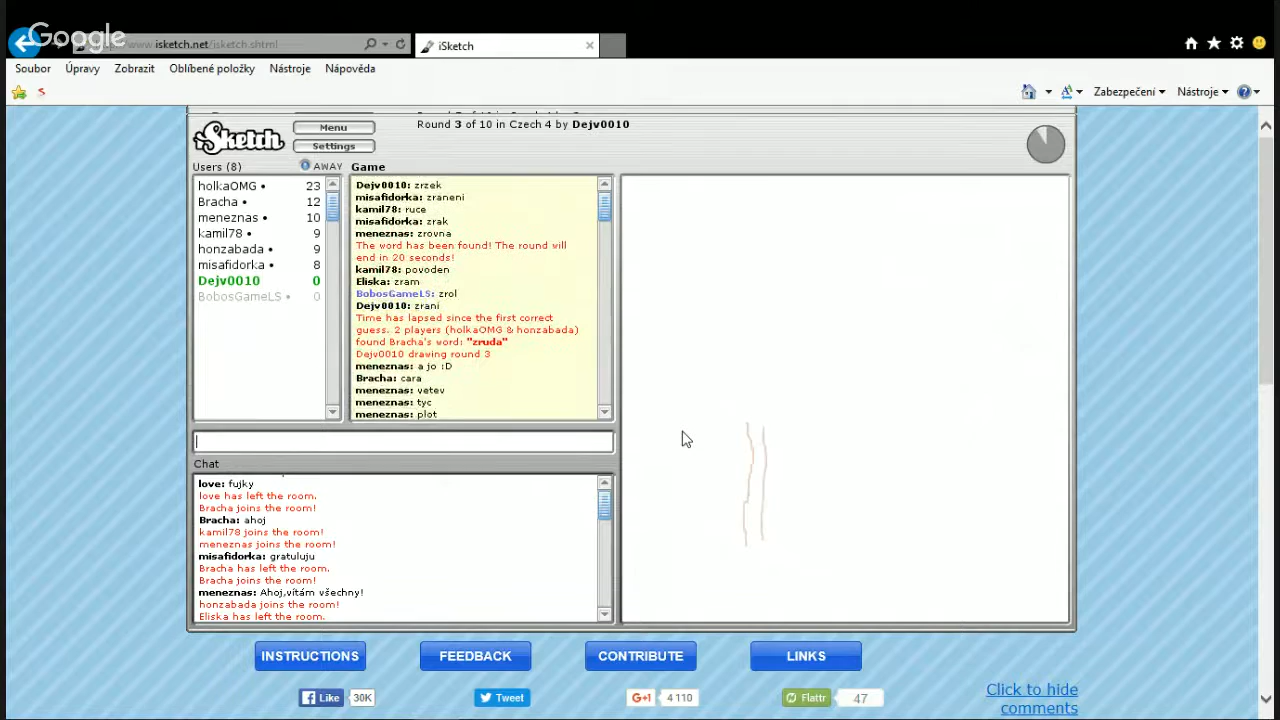 Google
www.isketch.net/isketch.shtml
iSketch
Soubor Úpravy Zobrazit Oblíbené položky Nástroje Nápověda
Zabezpečení Nástroje
iSketch
Menu
Settings
Round 3 of 10 in Czech 4 by Dejv0010
Users (8) AWAY Game
holkaOMG • 23
Bracha • 12
meneznas • 10
kamil78 • 9
honzabada • 9
misafidorka • 8
Dejv0010 0
BobosGameLS • 0
Dejv0010: zrzek
misafidorka: zraneni
kamil78: ruce
misafidorka: zrak
meneznas: zrovna
The word has been found! The round will
end in 20 seconds!
kamil78: povoden
Eliska: zram
BobosGameLS: zrol
Dejv0010: zrani
Time has lapsed since the first correct
guess. 2 players (holkaOMG & honzabada)
found Bracha's word: "zruda"
Dejv0010 drawing round 3
meneznas: a jo :D
Bracha: cara
meneznas: vetev
meneznas: tyc
meneznas: plot
Chat
love: fujky
love has left the room.
Bracha joins the room!
Bracha: ahoj
kamil78 joins the room!
meneznas joins the room!
misafidorka: gratuluju
Bracha has left the room.
Bracha joins the room!
meneznas: Ahoj,vítám všechny!
honzabada joins the room!
Eliska has left the room.
INSTRUCTIONS FEEDBACK CONTRIBUTE LINKS
Like 30K Tweet G+1 4 110 Flattr 47
Click to hide
comments